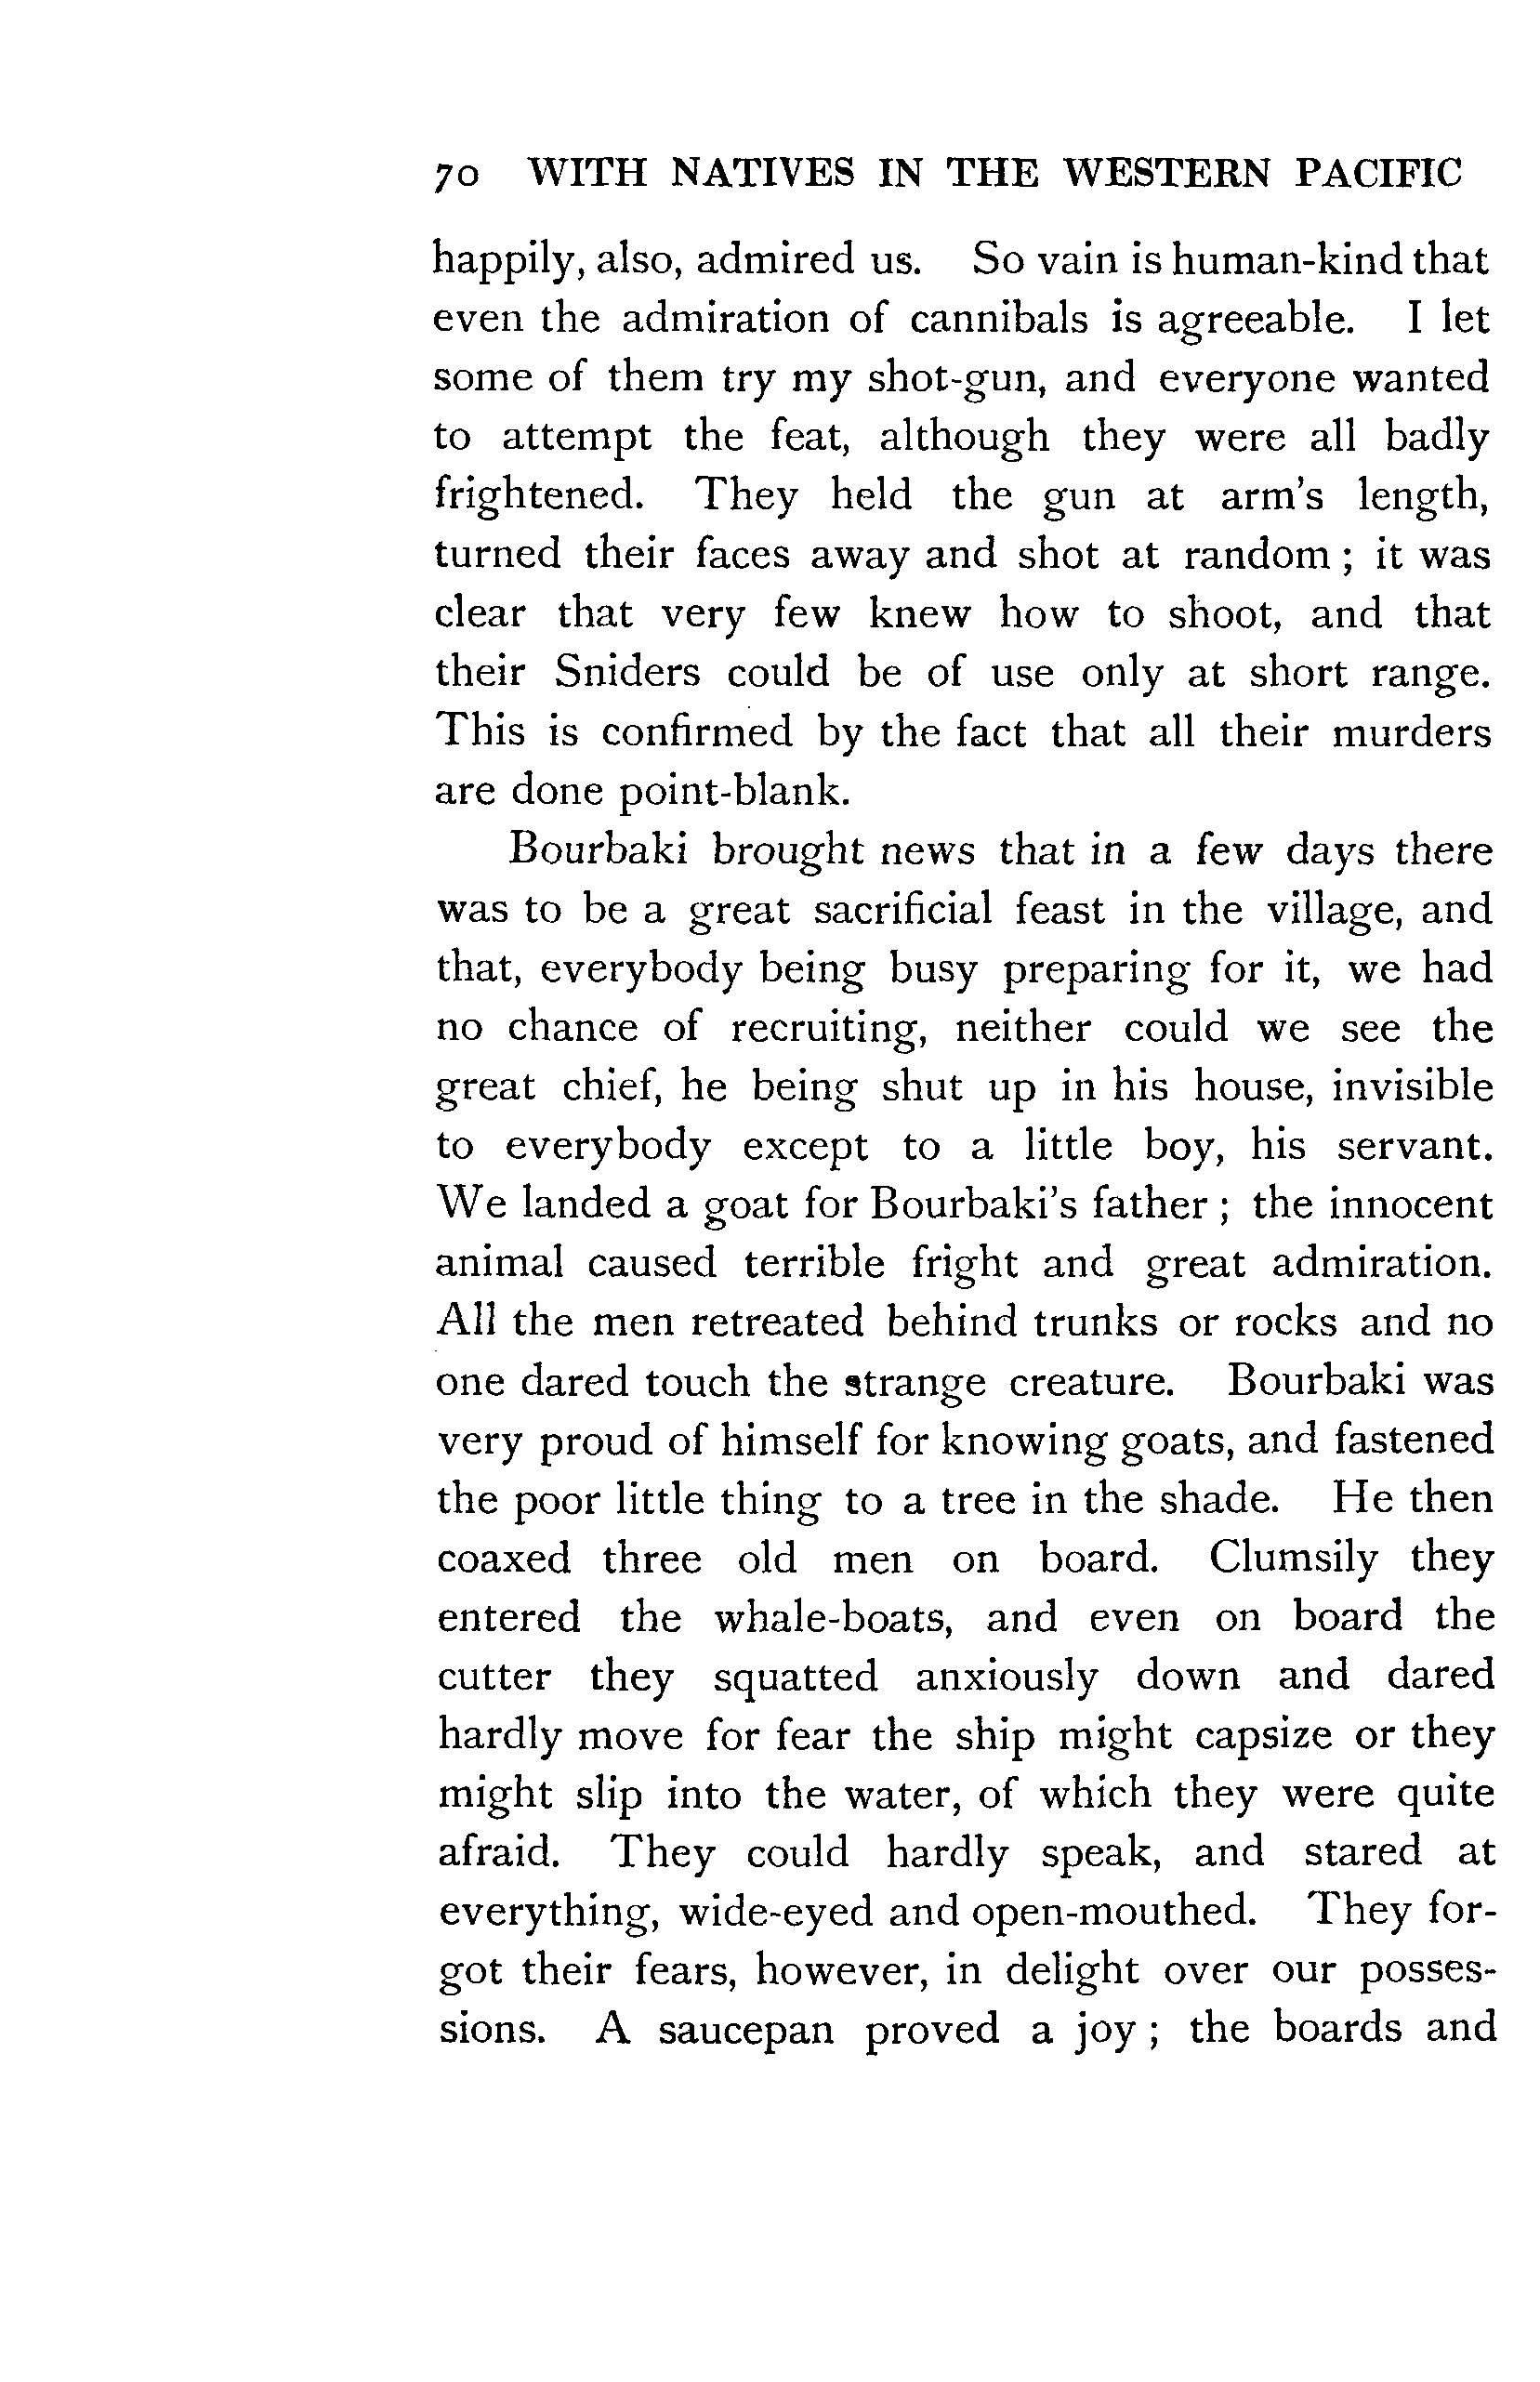 70 WITH NATIVES IN THE WESTERN PACIFIC
happily, also, admired us. So vain is human-kind that
even the admiration of cannibals is agreeable. I let
some of them try my shot-gun, and everyone wanted
to attempt the feat, although they were all badly
frightened. They held the gun at arm's length,
turned their faces away and shot at random ; it was
clear that very few knew how to shoot, and that
their Sniders could be of use only at short range.
This is confirmed by the fact that all their murders
are done point-blank.
Bourbaki brought news that in a few days there
was to be a great sacrificial feast in the village, and
that, everybody being busy preparing for it, we had
no chance of recruiting, neither could we see the
great chief, he being shut up in his house, invisible
to everybody except to a little boy, his servant.
We landed a goat for Bourbaki's father ; the innocent
animal caused terrible fright and great admiration.
All the men retreated behind trunks or rocks and no
one dared touch the strange creature. Bourbaki was
very proud of himself for knowing goats, and fastened
the poor little thing to a tree in the shade. He then
coaxed three old men on board. Clumsily they
entered the whale-boats, and even on board the
cutter they squatted anxiously down and dared
hardly move for fear the ship might capsize or they
might slip into the water, of which they were quite
afraid. They could hardly speak, and stared at
everything, wide-eyed and open-mouthed. They for-
got their fears, however, in delight over our posses-
sions. A saucepan proved a joy ; the boards and